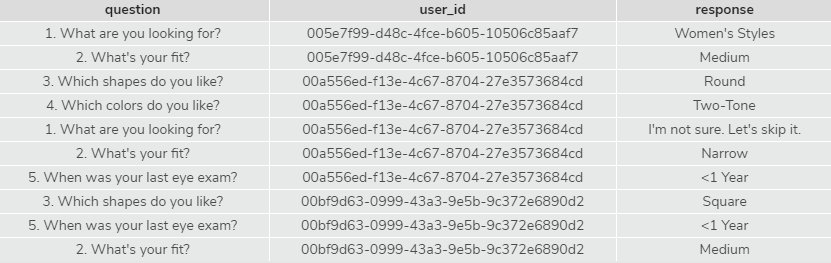 question user_id response
1. What are you looking for? 005e7f99-d48c-4fce-b605-10506c85aaf7 Women's Styles
2. What's your fit? 005e7f99-d48c-4fce-b605-10506c85aaf7 Medium
3. Which shapes do you like? 00a556ed-f13e-4c67-8704-27e3573684cd Round
4. Which colors do you like? 00a556ed-f13e-4c67-8704-27e3573684cd Two-Tone
1. What are you looking for? 00a556ed-f13e-4c67-8704-27e3573684cd I'm not sure. Let's skip it.
2. What's your fit? 00a556ed-f13e-4c67-8704-27e3573684cd Narrow
5. When was your last eye exam? 00a556ed-f13e-4c67-8704-27e3573684cd <1 Year
3. Which shapes do you like? 00bf9d63-0999-43a3-9e5b-9c372e6890d2 Square
5. When was your last eye exam? 00bf9d63-0999-43a3-9e5b-9c372e6890d2 <1 Year
2. What's your fit? 00bf9d63-0999-43a3-9e5b-9c372e6890d2 Medium